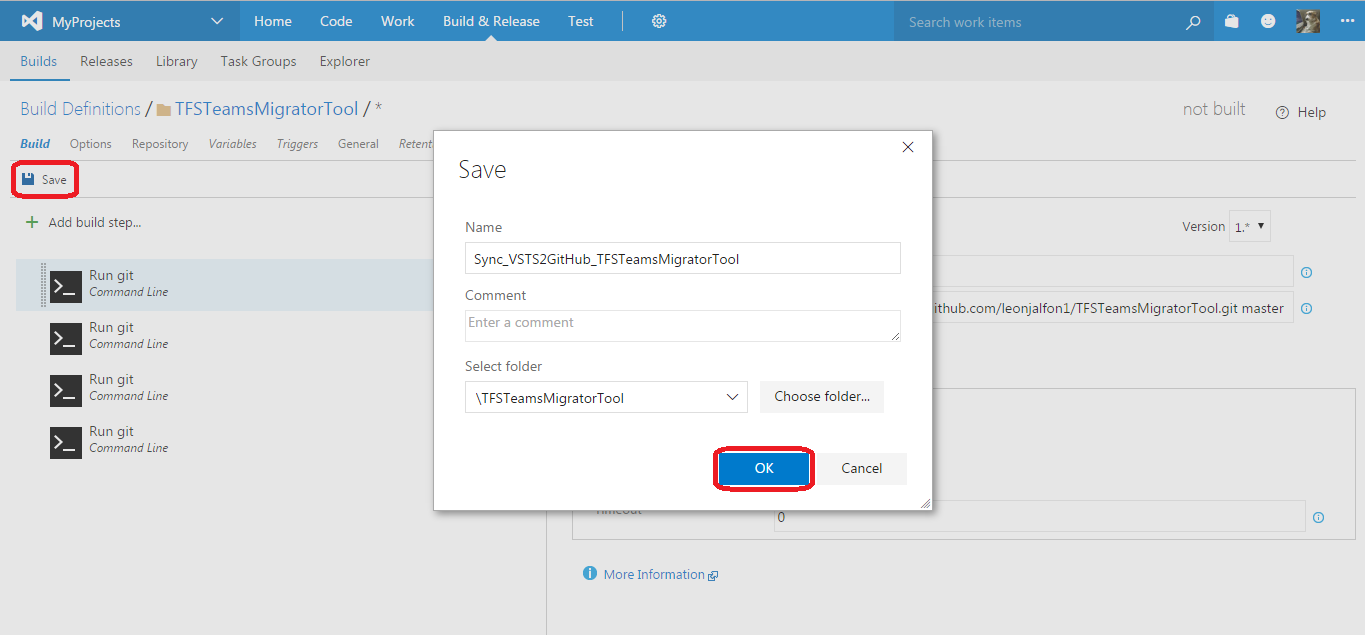 MyProjects Home Code Work Build & Release Test Search work items
Builds Releases Library Task Groups Explorer
Build Definitions / TFSTeamsMigratorTool / * not built Help
Build Options Repository Variables Triggers General Retent
Save
Add build step...
Run git
Command Line
Run git
Command Line
Run git
Command Line
Run git
Command Line
Save
Name
Sync_VSTS2GitHub_TFSTeamsMigratorTool
Comment
Enter a comment
Select folder
\TFSTeamsMigratorTool Choose folder...
OK Cancel
Version 1.*
ithub.com/leonjalfon1/TFSTeamsMigratorTool.git master
Timeout 0
More Information